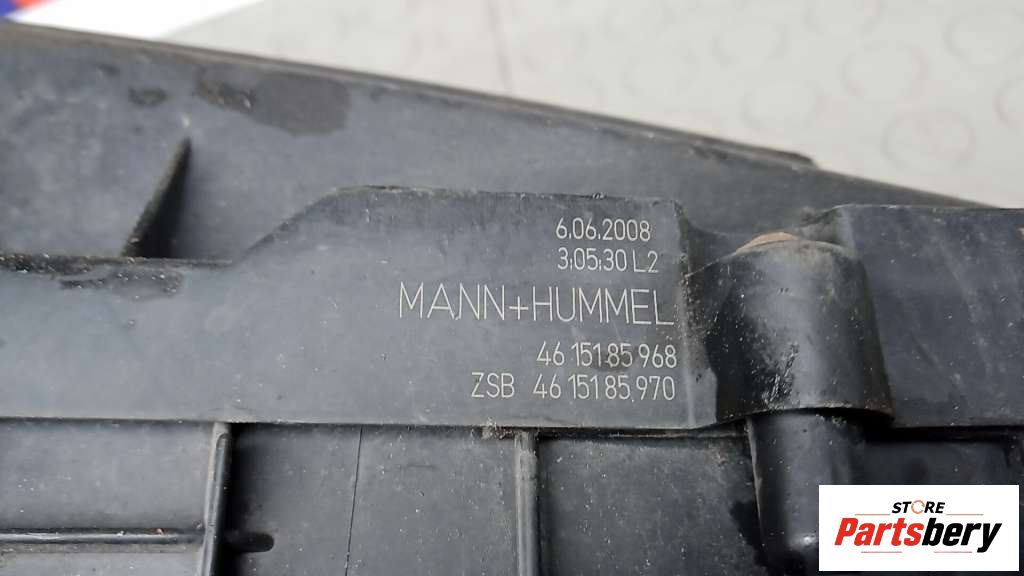 6.06.2008
3:05:30 L2
MANN+HUMMEL
46 151 85 968
ZSB 46 151 85 970
STORE
Partsbery